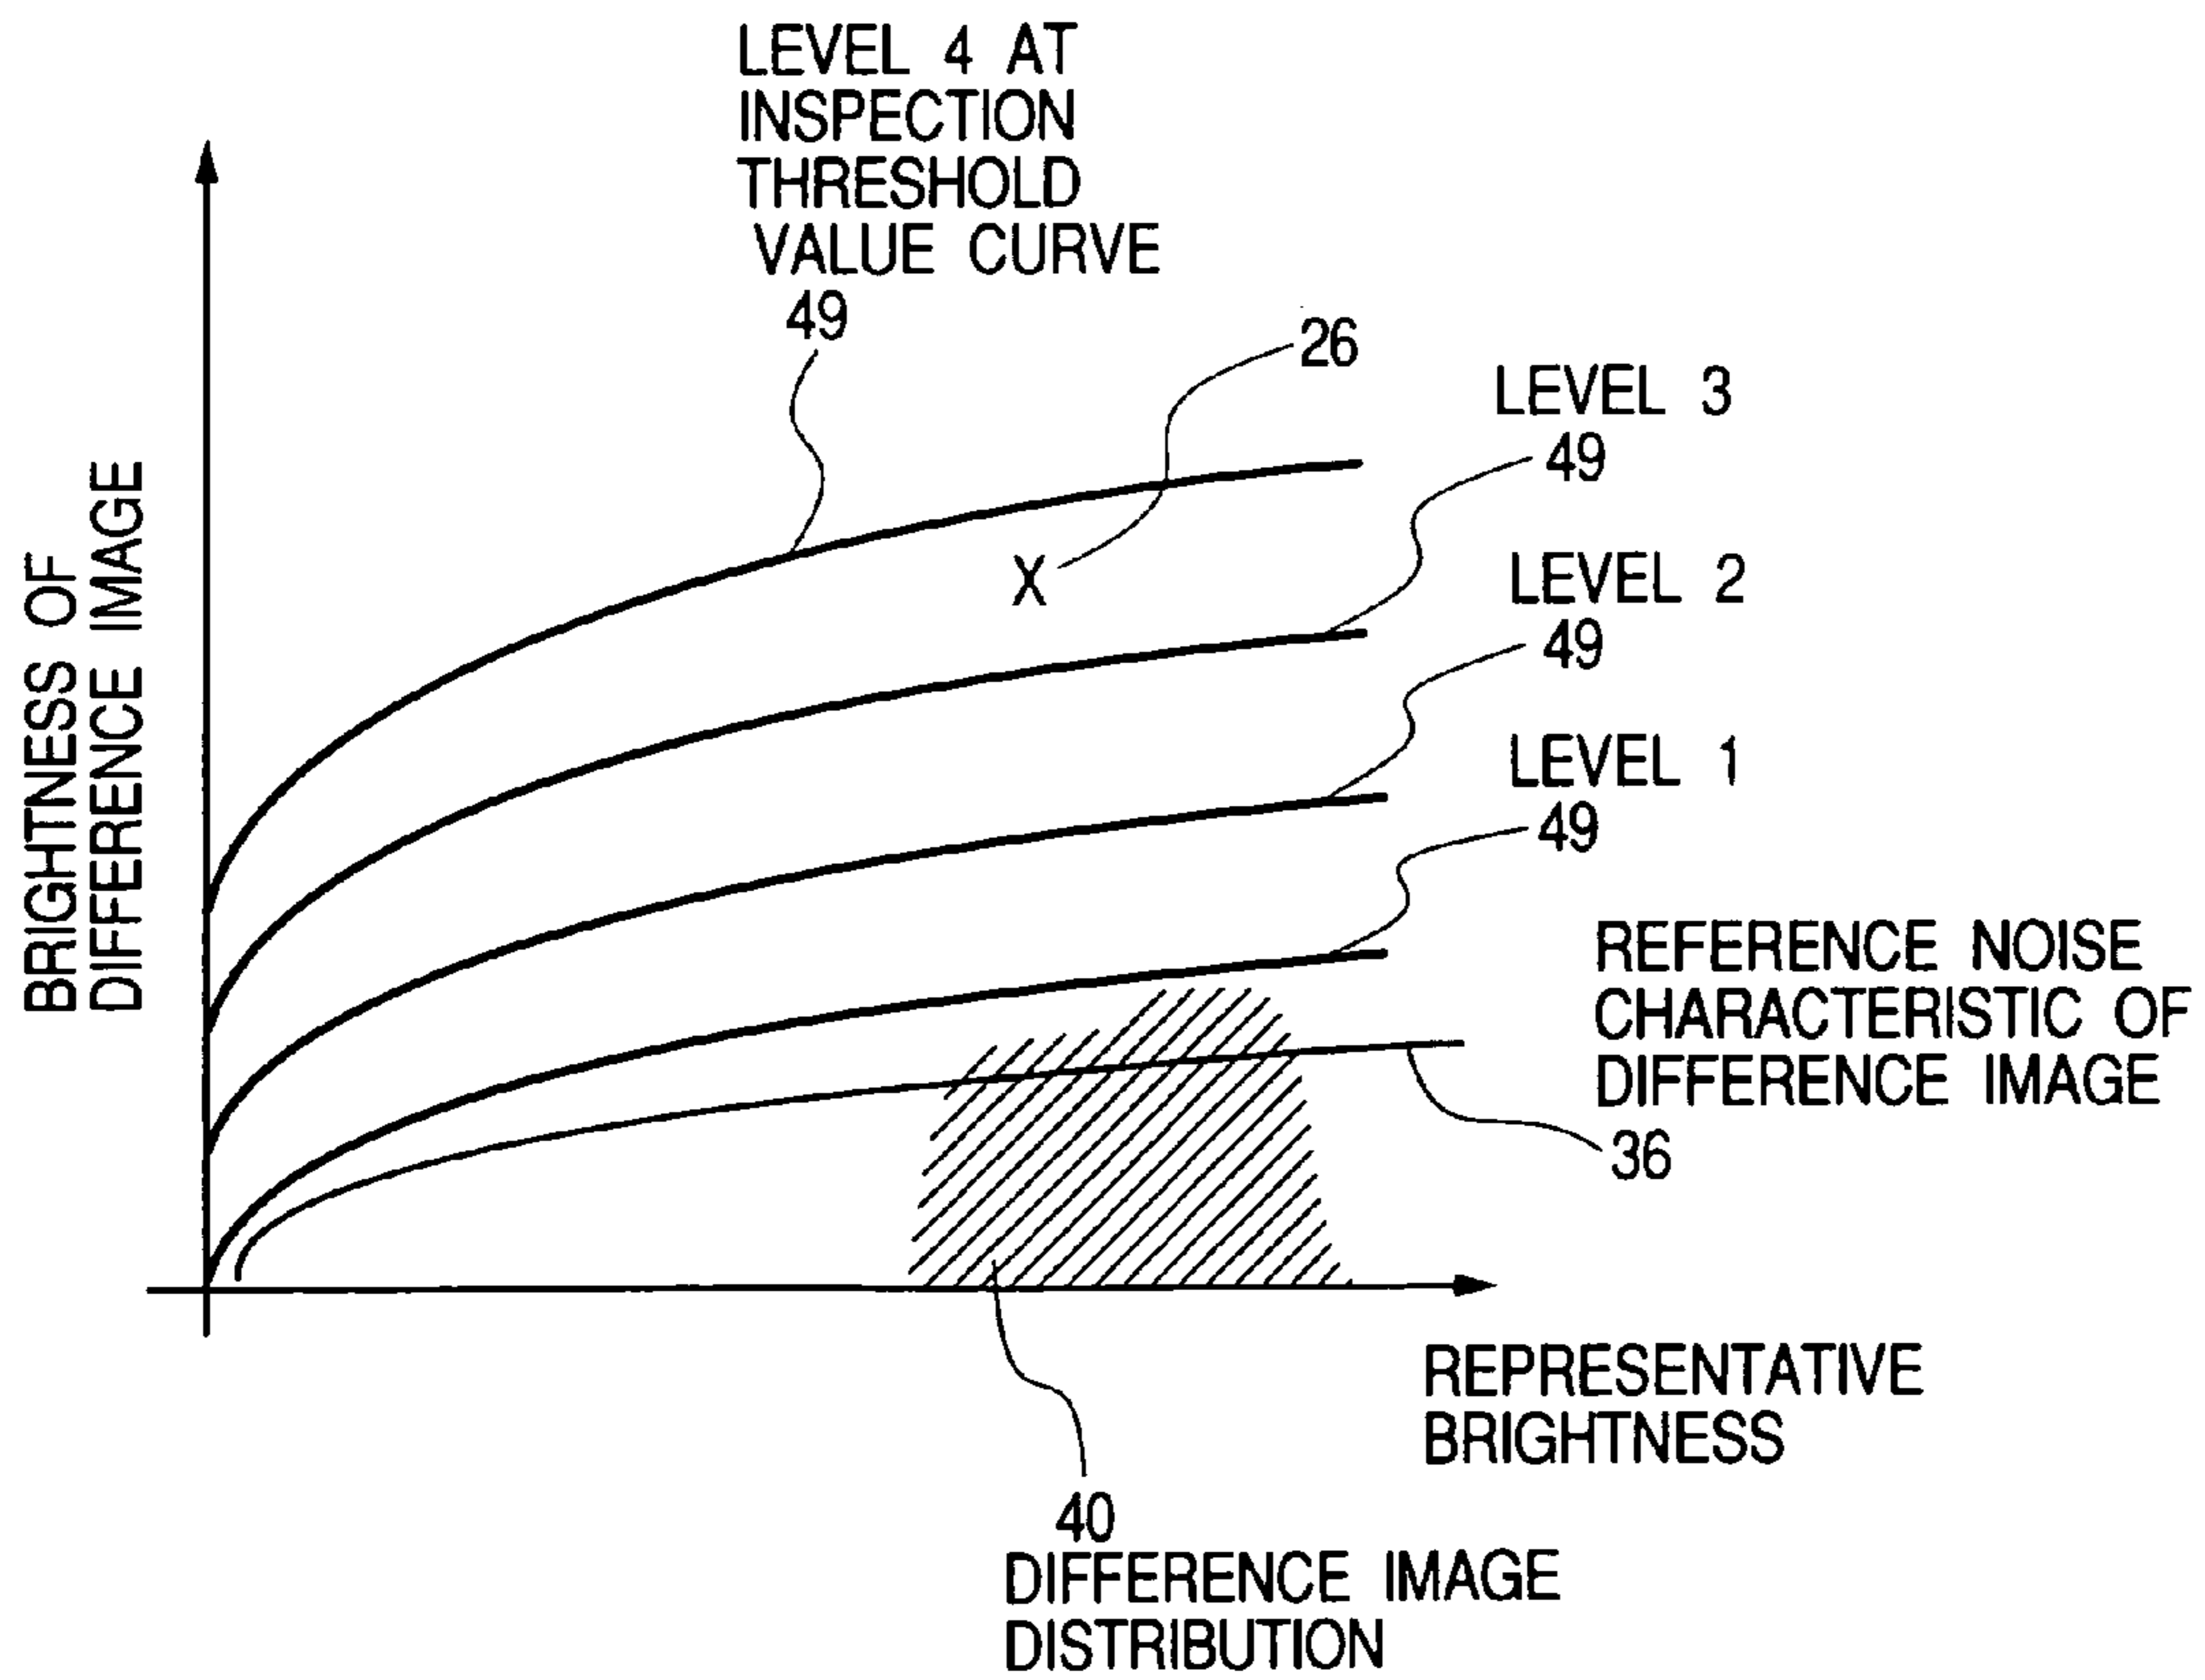 LEVEL 4 AT
INSPECTION
THRESHOLD
VALUE CURVE
49
26
LEVEL 3
49
LEVEL 2
49
LEVEL 1
49
BRIGHTNESS OF
DIFFERENCE IMAGE
X
REFERENCE NOISE
CHARACTERISTIC OF
DIFFERENCE IMAGE
36
REPRESENTATIVE
BRIGHTNESS
40
DIFFERENCE IMAGE
DISTRIBUTION